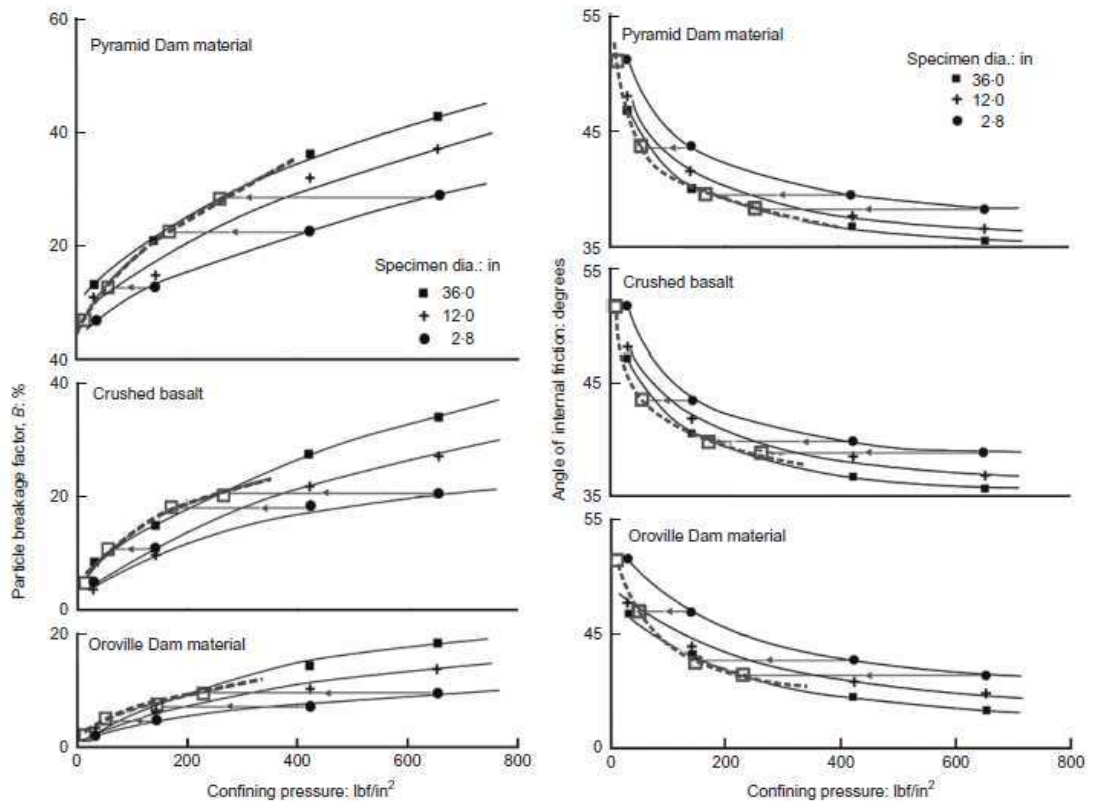 60
Pyramid Dam material
40
20
Specimen dia.: in
36·0
12·0
2·8
40
40
Crushed basalt
20
0
20
Oroville Dam material
0
0 200 400 600 800
Confining pressure: lbf/in²
Particle breakage factor, B: %
55
Pyramid Dam material
Specimen dia.: in
36·0
12·0
2·8
45
35
55
Crushed basalt
45
35
55
Oroville Dam material
45
0
0 200 400 600 800
Confining pressure: lbf/in²
Angle of internal friction: degrees